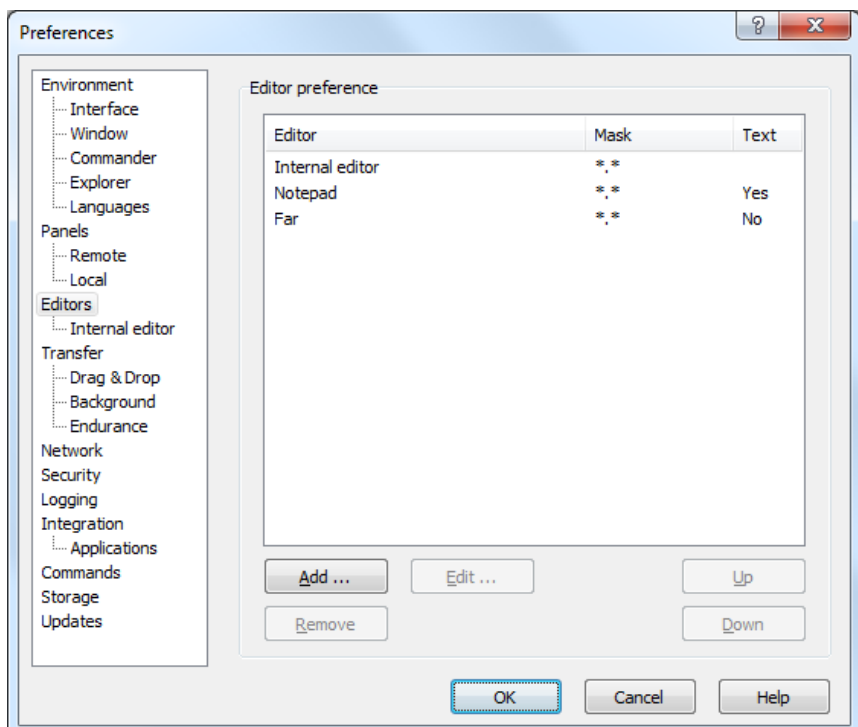 Preferences
Environment
Interface
Window
Commander
Explorer
Languages
Panels
Remote
Local
Editors
Internal editor
Transfer
Drag & Drop
Background
Endurance
Network
Security
Logging
Integration
Applications
Commands
Storage
Updates
Editor preference
Editor Mask Text
Internal editor *.*
Notepad *.* Yes
Far *.* No
Add ... Edit ... Up
Remove Down
OK Cancel Help